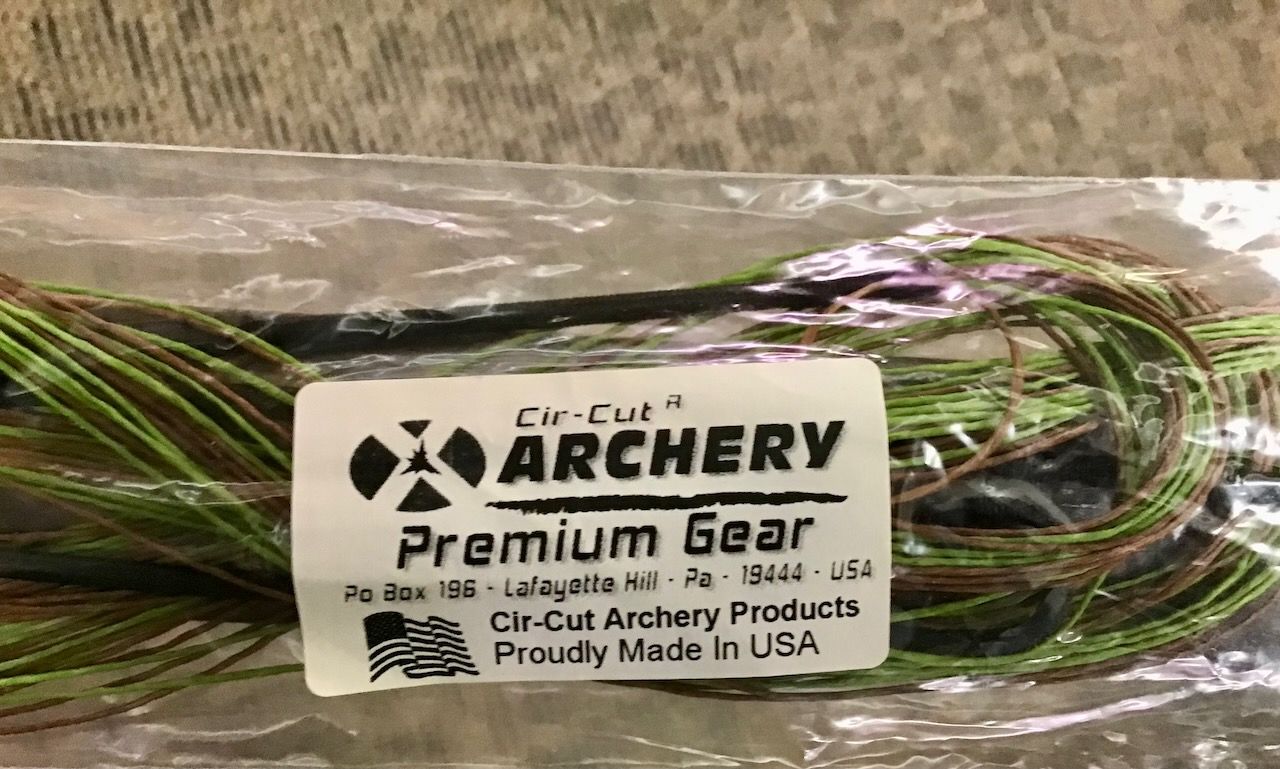 Cir-Cut R
ARCHERY
Premium Gear
Po Box 196 - Lafayette Hill - Pa - 19444 - USA
Cir-Cut Archery Products
Proudly Made In USA